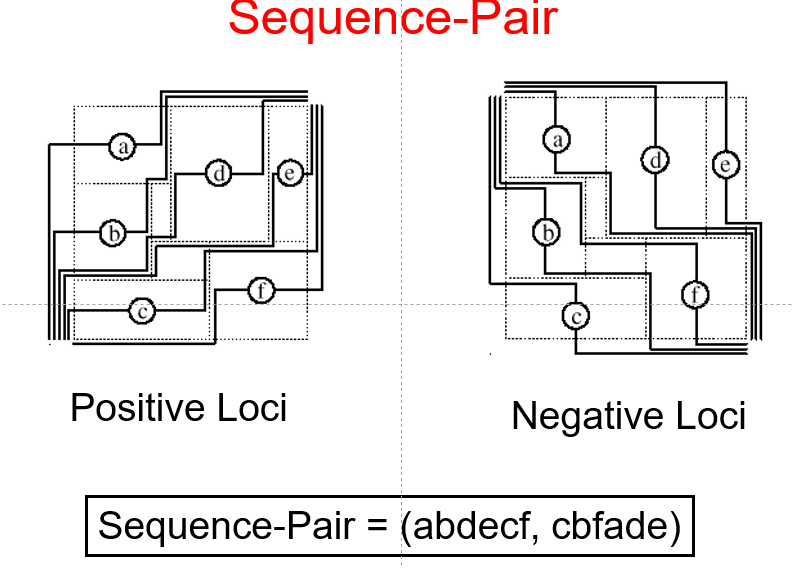 Sequence-Pair
a
d
e
b
c
f
a
d
e
b
f
c
Positive Loci
Negative Loci
Sequence-Pair = (abdecf, cbfade)